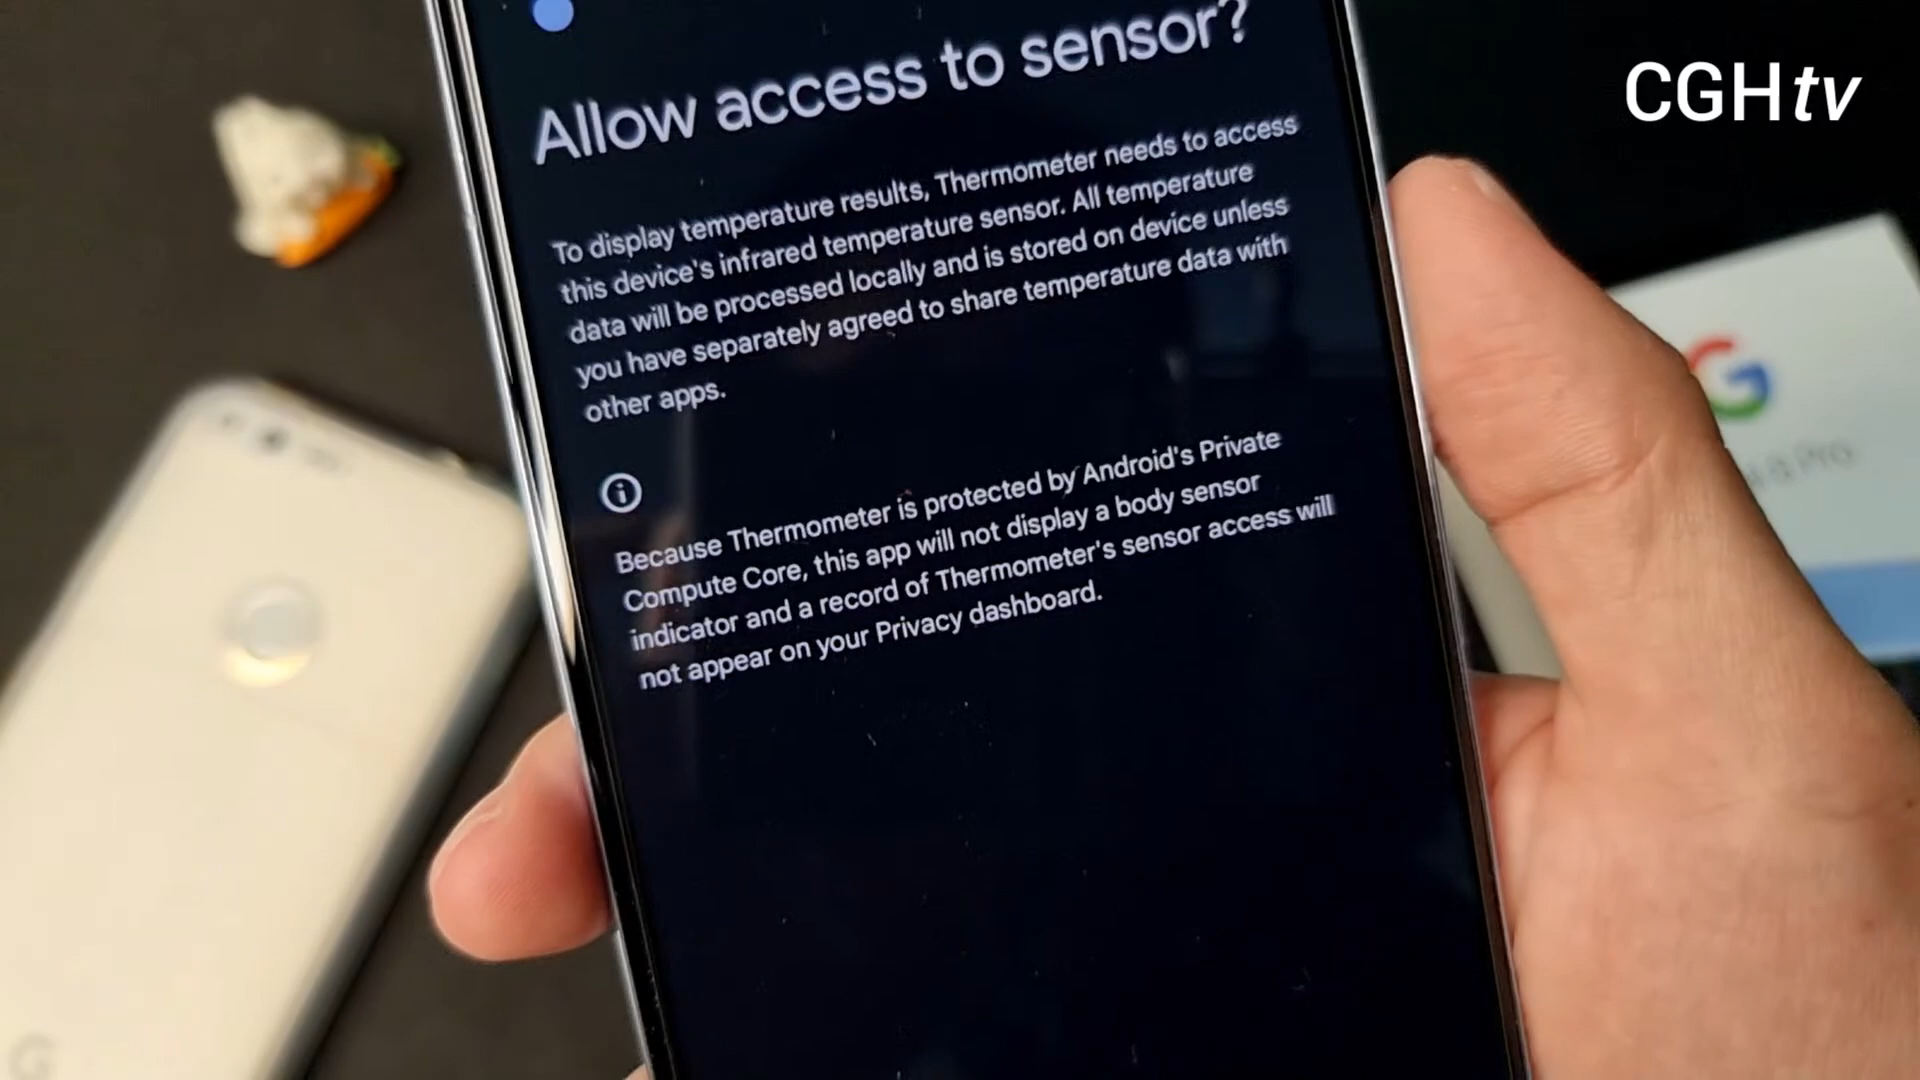 CGHtv
Allow access to sensor?
To display temperature results, Thermometer needs to access
this device's infrared temperature sensor. All temperature
data will be processed locally and is stored on device unless
you have separately agreed to share temperature data with
other apps.
Because Thermometer is protected by Android's Private
Compute Core, this app will not display a body sensor
indicator and a record of Thermometer's sensor access will
not appear on your Privacy dashboard.
G
Pro
G